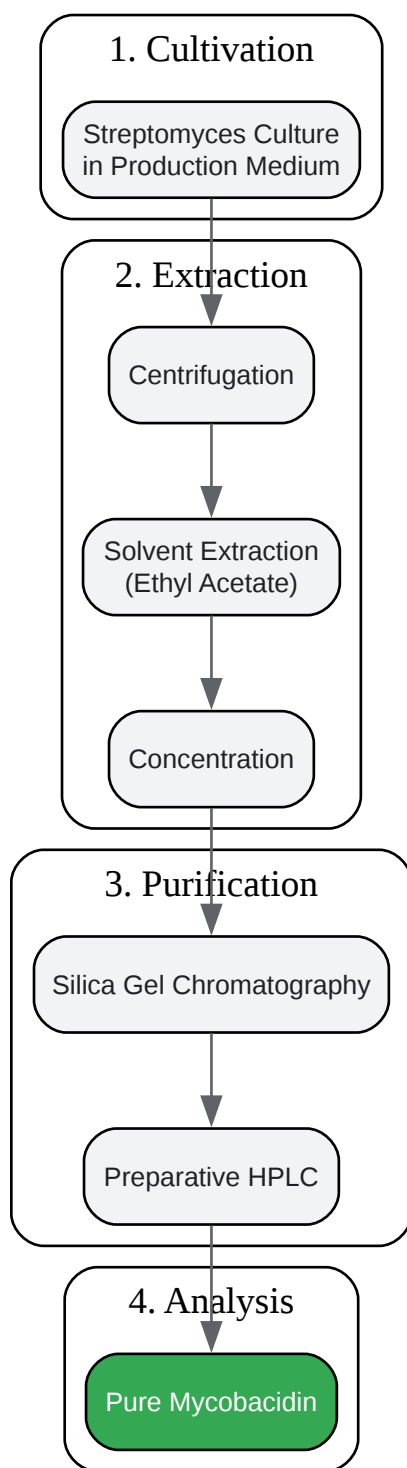 1. Cultivation
Streptomyces Culture
in Production Medium
2. Extraction
Centrifugation
Solvent Extraction
(Ethyl Acetate)
Concentration
3. Purification
Silica Gel Chromatography
Preparative HPLC
4. Analysis
Pure Mycobacidin